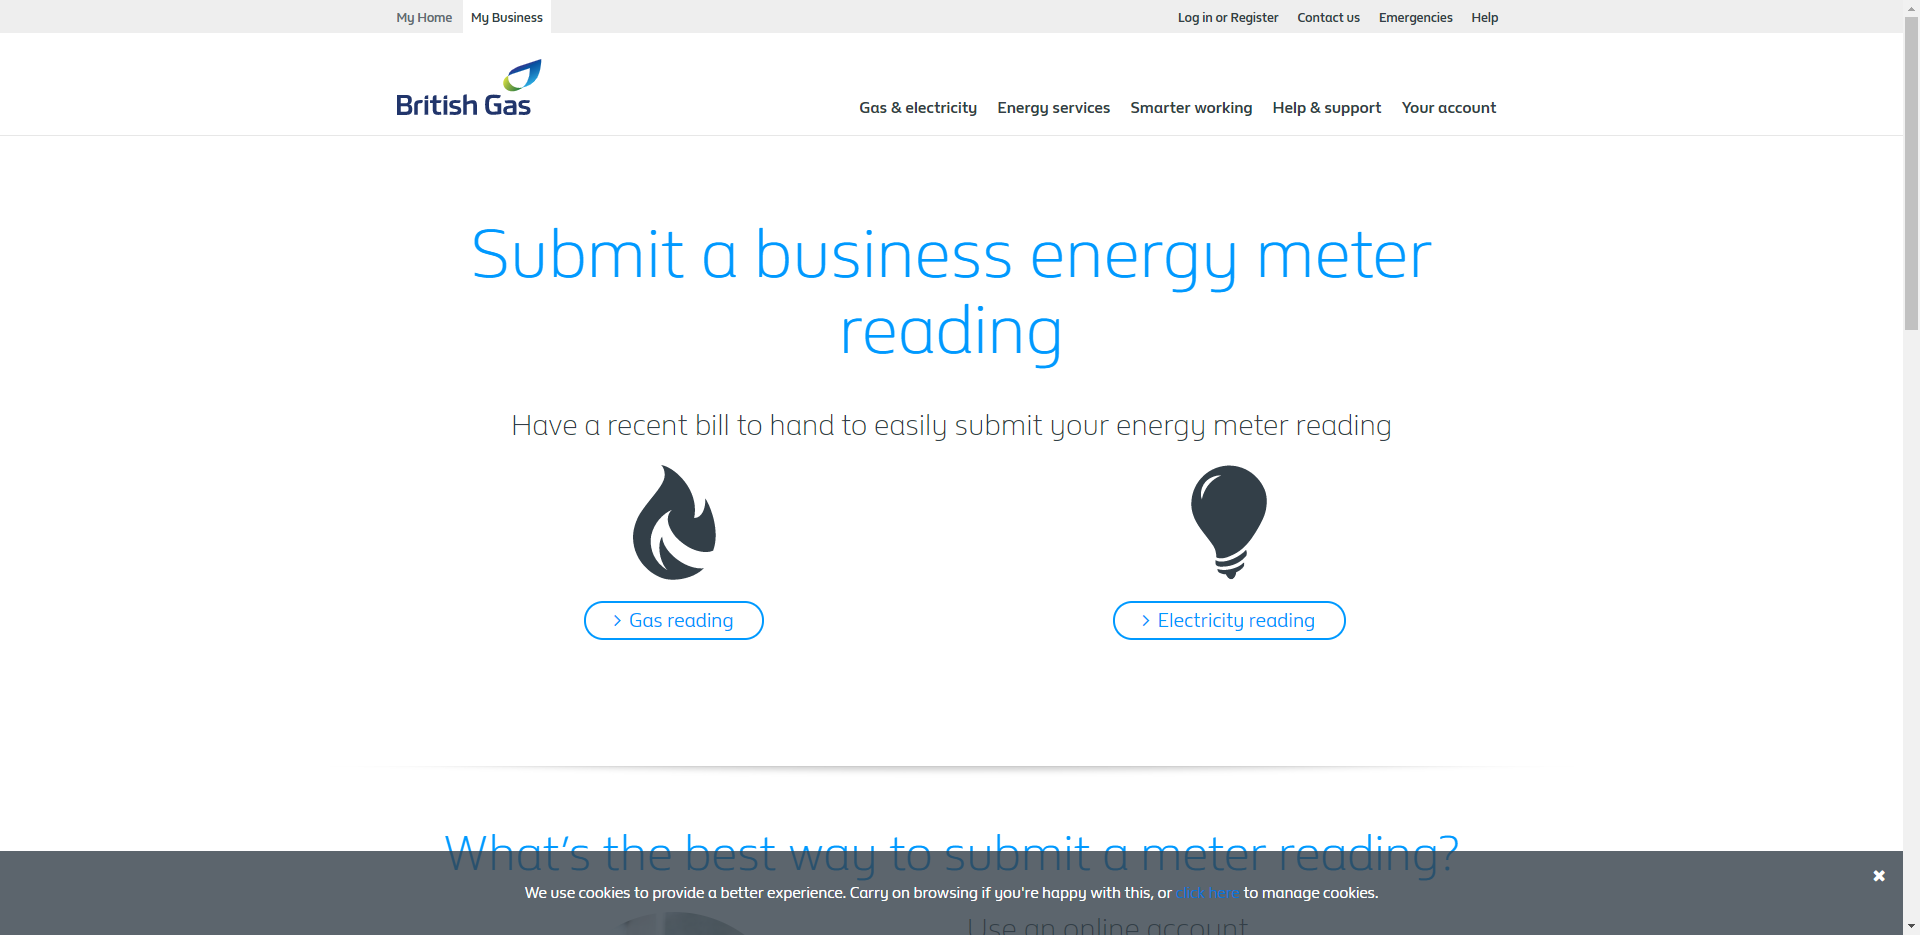 My Home My Business Log in or Register Contact us Emergencies Help
British Gas
Gas & electricity Energy services Smarter working Help & support Your account
Submit a business energy meter
reading
Have a recent bill to hand to easily submit your energy meter reading
Gas reading Electricity reading
What's the best way to submit a meter reading?
We use cookies to provide a better experience. Carry on browsing if you're happy with this, or click here to manage cookies.
Use an online account